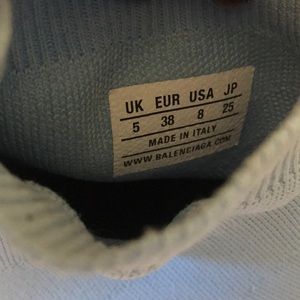 UK EUR USA JP
5 38 8 25
MADE IN ITALY
WWW.BALENCIAGA.COM